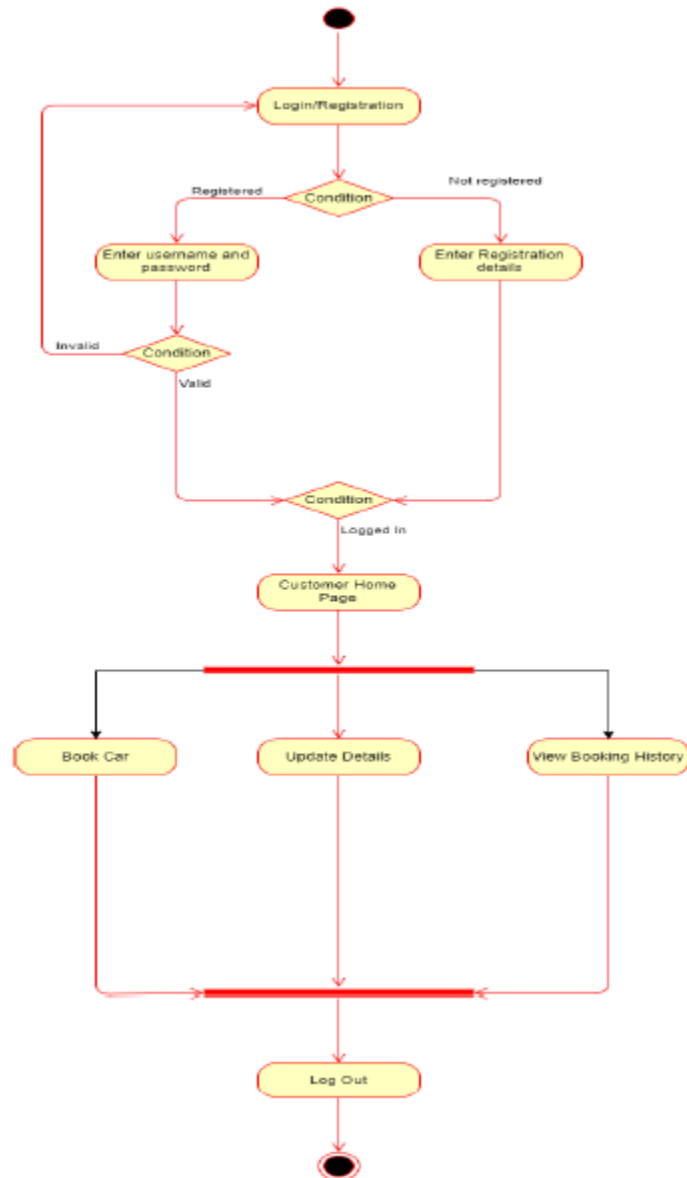 Login/Registration
Registered
Not registered
Condition
Enter username and
password
Enter Registration
details
Invalid
Condition
Valid
Condition
Logged in
Customer Home
Page
Book Car
Update Details
View Booking History
Log Out